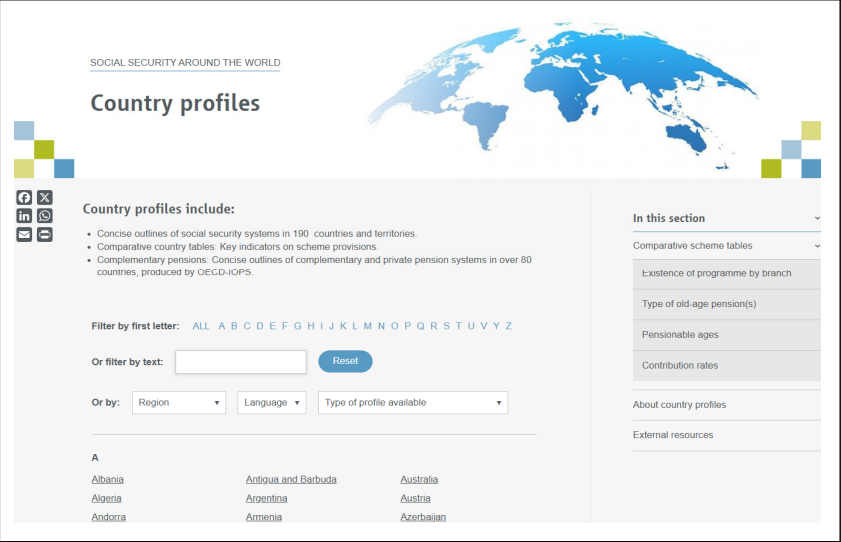 SOCIAL SECURITY AROUND THE WORLD
Country profiles
Country profiles include:
Concise outlines of social security systems in 190 countries and territories.
Comparative country tables: Key indicators on scheme provisions.
Complementary pensions: Concise outlines of complementary and private pension systems in over 80
countries, produced by OECD-IOPS.
Filter by first letter: ALL A B C D E F G H I J K L M N O P Q R S T U V Y Z
Or filter by text: Reset
Or by: Region Language Type of profile available
A
Albania Antigua and Barbuda Australia
Algeria Argentina Austria
Andorra Armenia Azerbaijan
In this section
Comparative scheme tables
Existence of programme by branch
Type of old-age pension(s)
Pensionable ages
Contribution rates
About country profiles
External resources